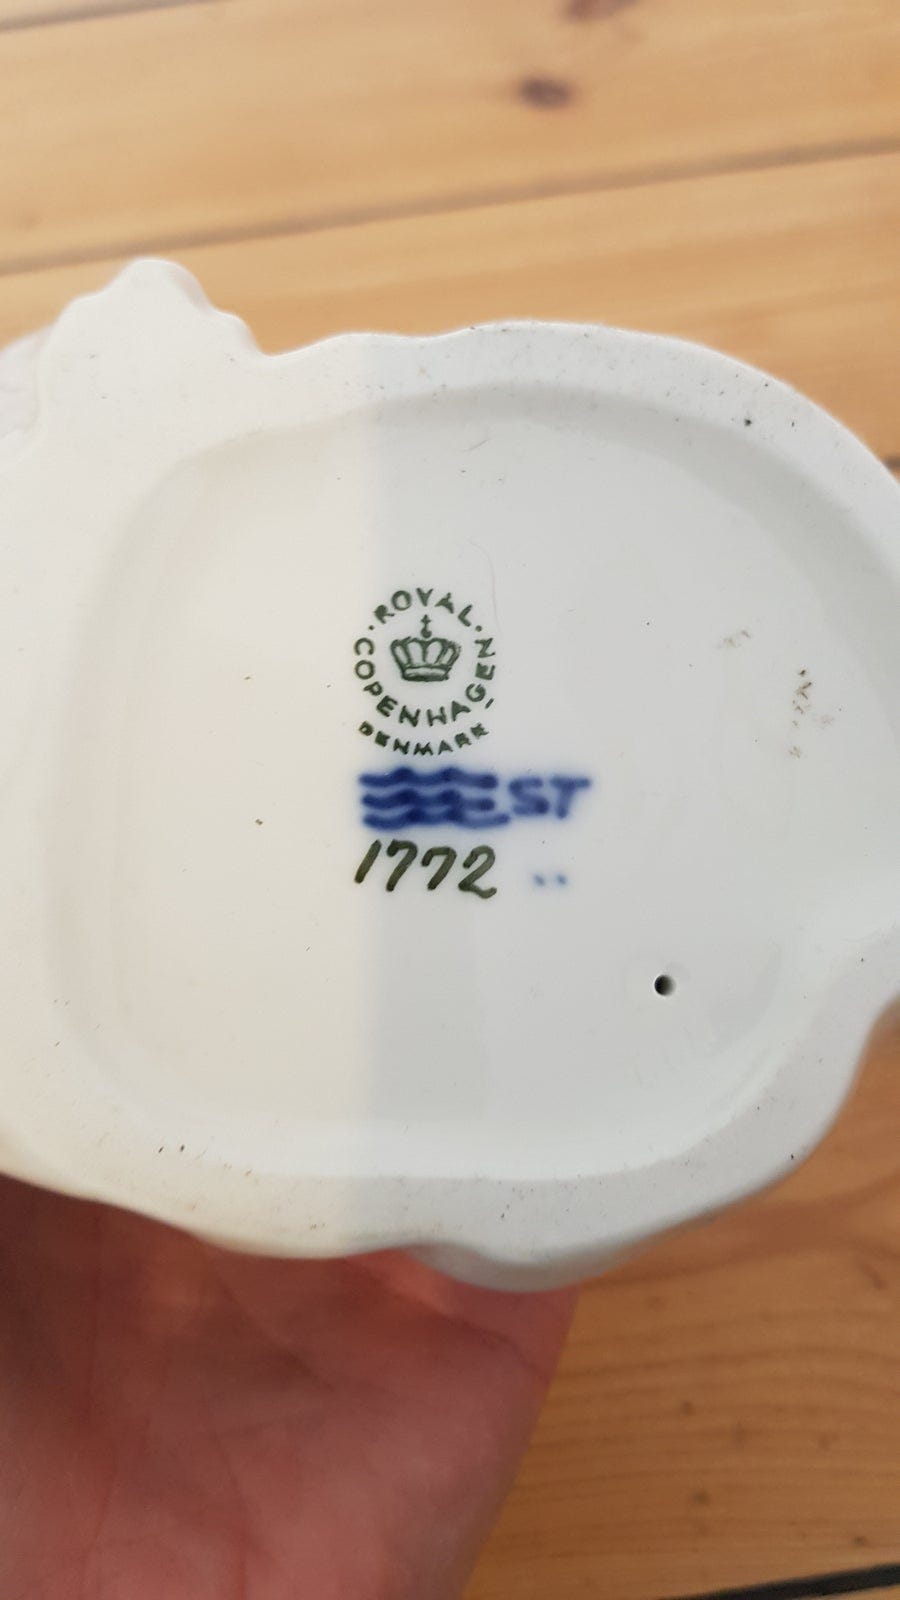 ROYAL
COPENHAGEN
DENMARK
ST
1772